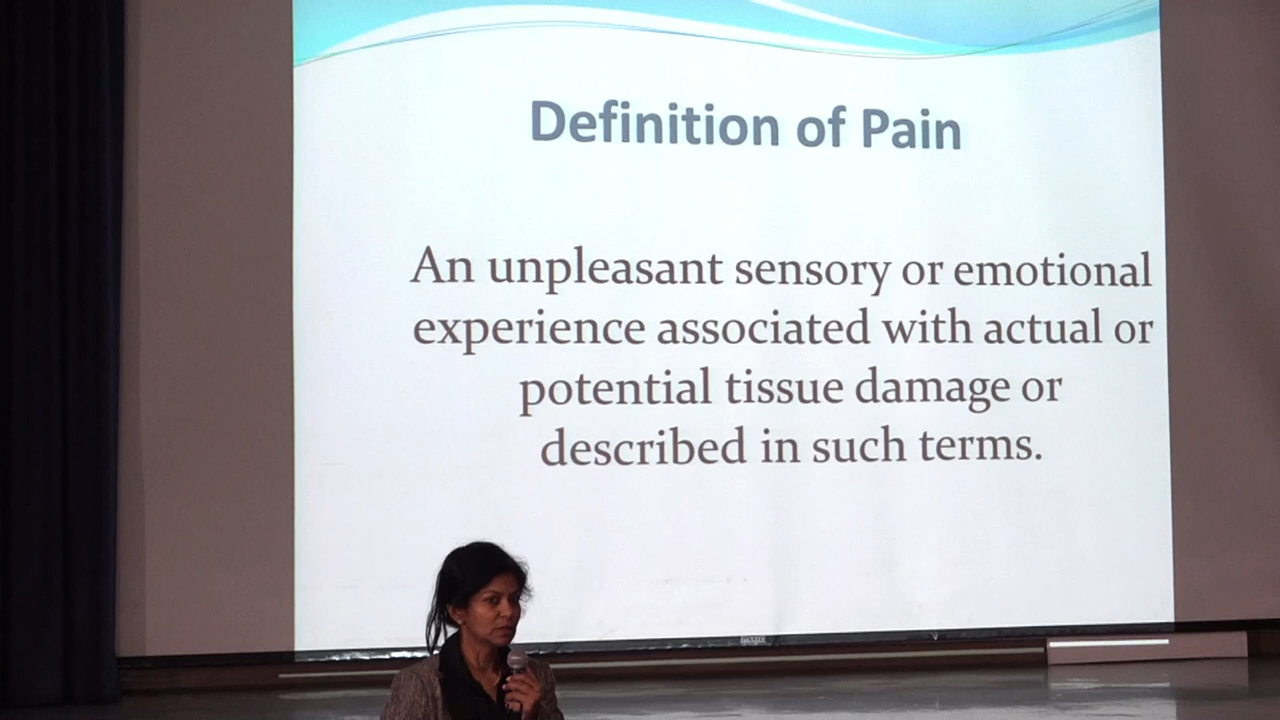 Definition of Pain
An unpleasant sensory or emotional
experience associated with actual or
potential tissue damage or
described in such terms.